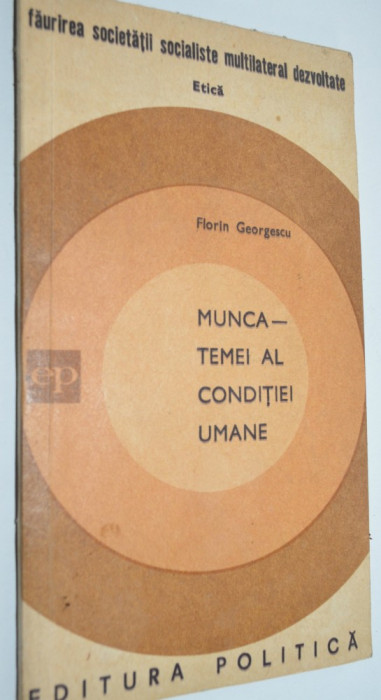 făurirea societății socialiste multilateral dezvoltate
Etică
Florin Georgescu
MUNCA—
TEMEI AL
CONDIȚIEI
UMANE
ep
EDITURA POLITICĂ